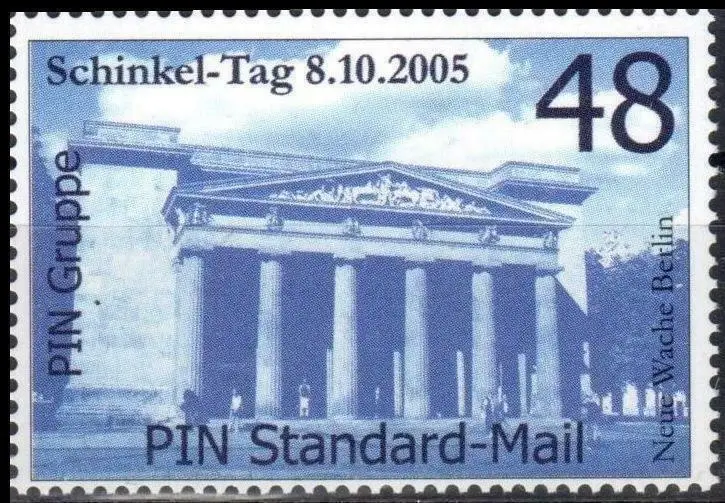 Schinkel-Tag 8.10.2005
48
PIN Gruppe
Neue Wache Berlin
PIN Standard-Mail